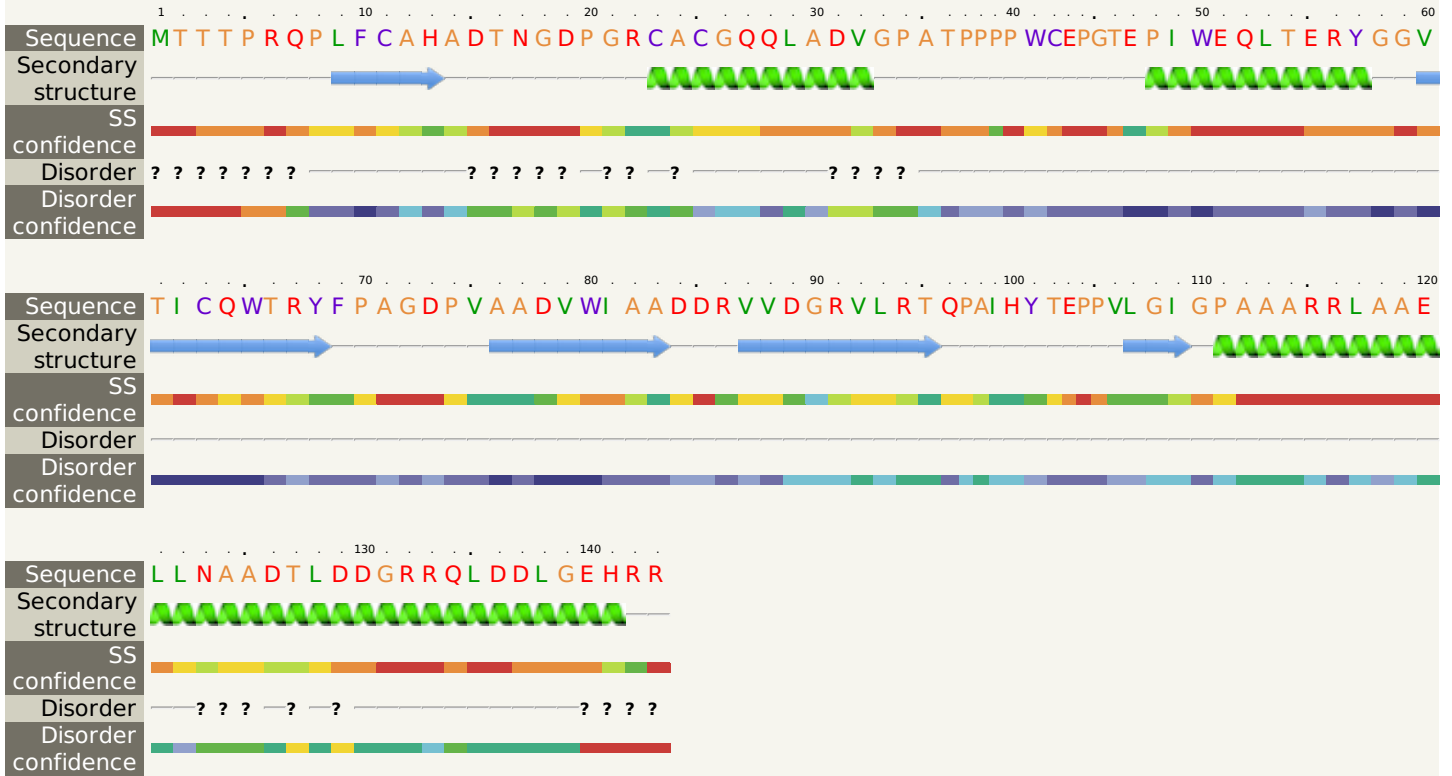 1 10 20 30 40 50 60
Sequence MTTTPRQPLFCAHADTNGDPGRCACGQQLADVGPATPPPPWCEPGTEPIWEQLTERYGGV
Secondary
structure
SS
confidence
Disorder ? ? ? ? ? ? ? ? ? ? ? ? ? ? ? ? ? ? ?
Disorder
confidence
70 80 90 100 110 120
Sequence TICQWTRYFPAGDPVAADVWIAADDRVVDGRVLRTQPAIHYTEPPVLGIGPAAARRLAAE
Secondary
structure
SS
confidence
Disorder
Disorder
confidence
130 140
Sequence LLNAADTLDDGRRQLDDLGEHRR
Secondary
structure
SS
confidence
Disorder ? ? ? ? ? ? ? ? ?
Disorder
confidence